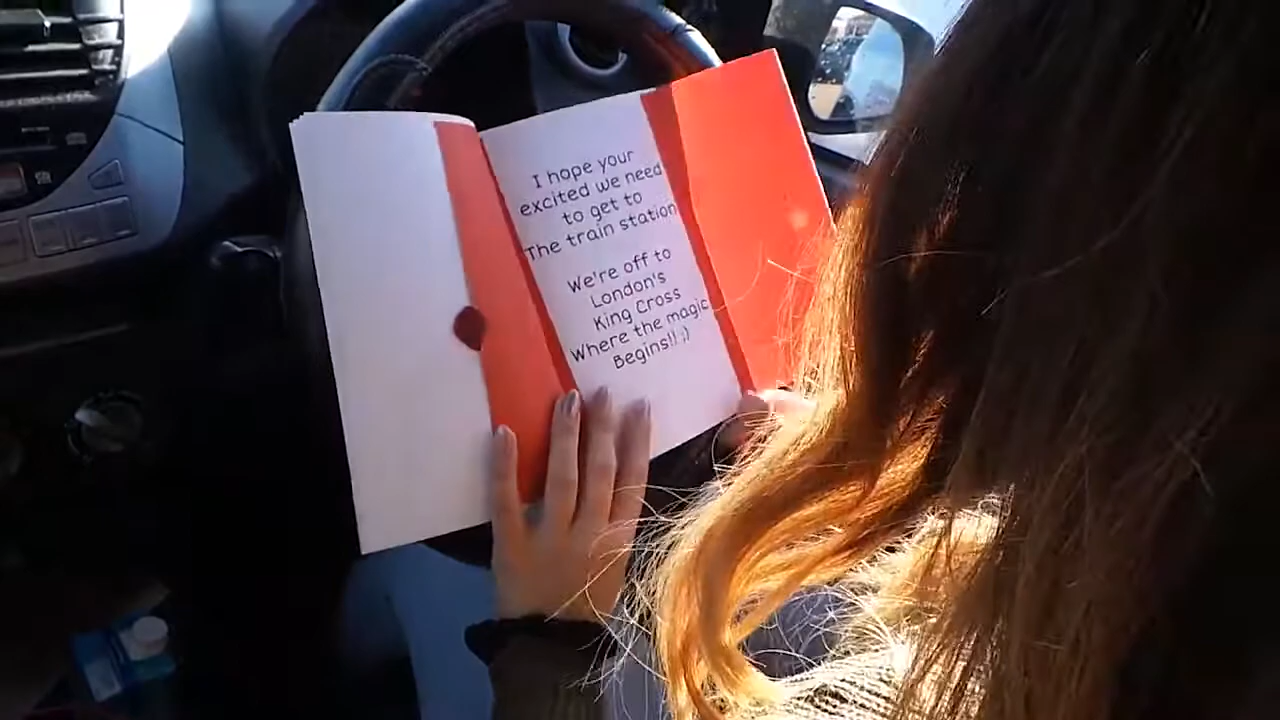 I hope your
excited we need
to get to
The train station
We're off to
London's
King Cross
Where the magic
Begins!! ;)